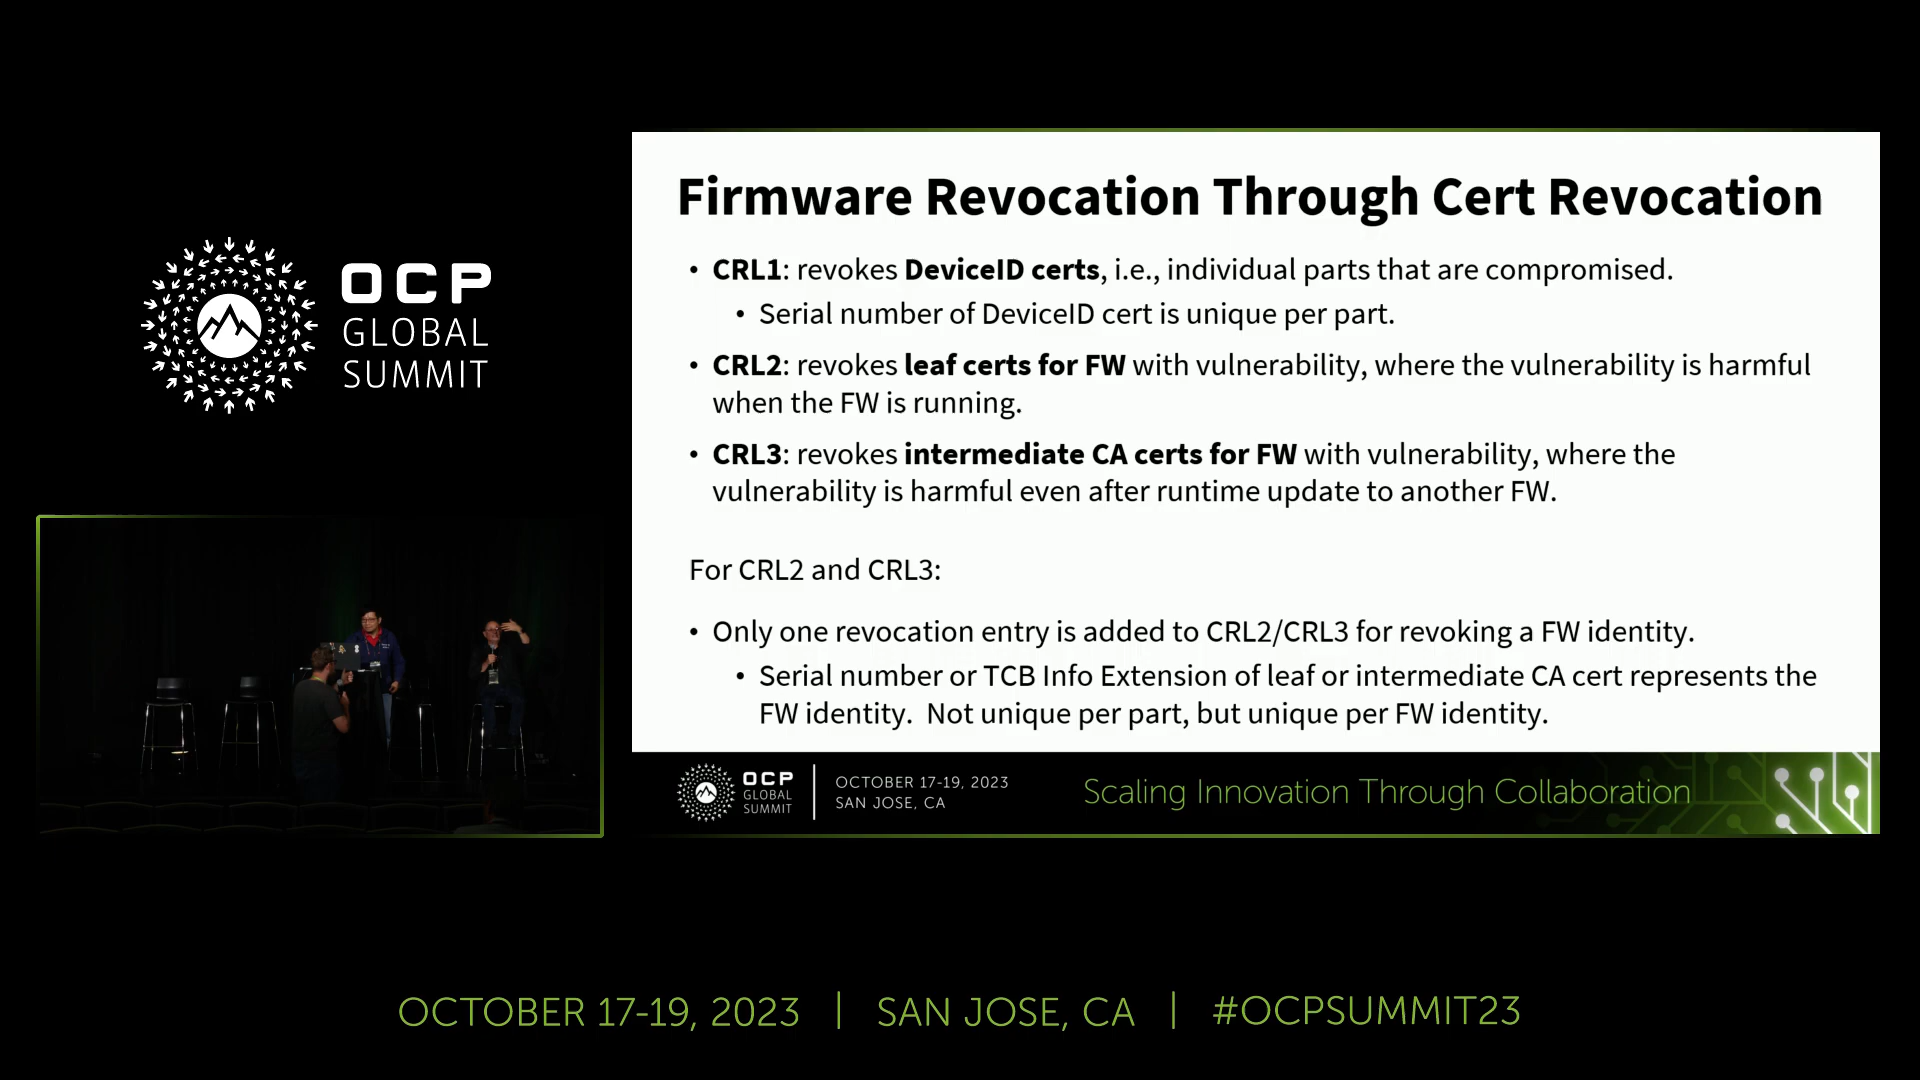 OCP
GLOBAL
SUMMIT
Firmware Revocation Through Cert Revocation
• CRL1: revokes DeviceID certs, i.e., individual parts that are compromised.
• Serial number of DeviceID cert is unique per part.
• CRL2: revokes leaf certs for FW with vulnerability, where the vulnerability is harmful
when the FW is running.
• CRL3: revokes intermediate CA certs for FW with vulnerability, where the
vulnerability is harmful even after runtime update to another FW.
For CRL2 and CRL3:
• Only one revocation entry is added to CRL2/CRL3 for revoking a FW identity.
• Serial number or TCB Info Extension of leaf or intermediate CA cert represents the
FW identity.  Not unique per part, but unique per FW identity.
OCP
GLOBAL
SUMMIT
OCTOBER 17-19, 2023
SAN JOSE, CA
Scaling Innovation Through Collaboration
OCTOBER 17-19, 2023 | SAN JOSE, CA | #OCPSUMMIT23